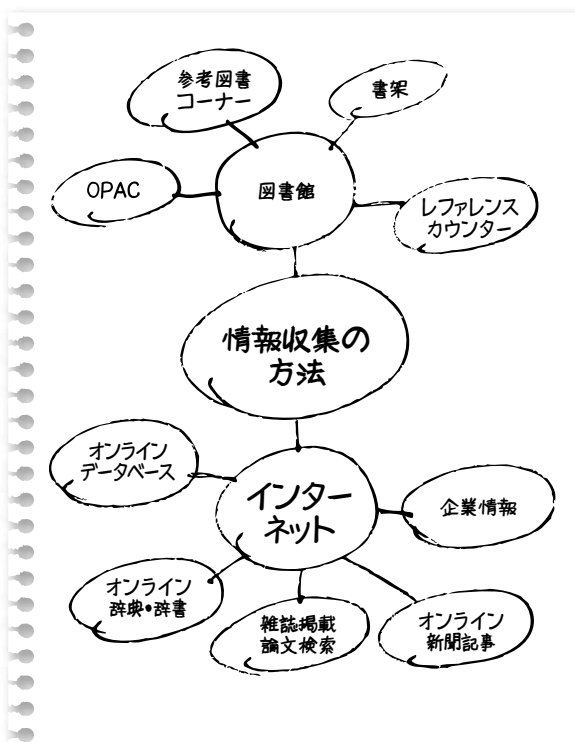 参考図書
コーナー
書架
OPAC
図書館
レファレンス
カウンター
情報収集の
方法
オンライン
データベース
インター
ネット
企業情報
オンライン
辞典•辞書
雑誌掲載
論文検索
オンライン
新聞記事